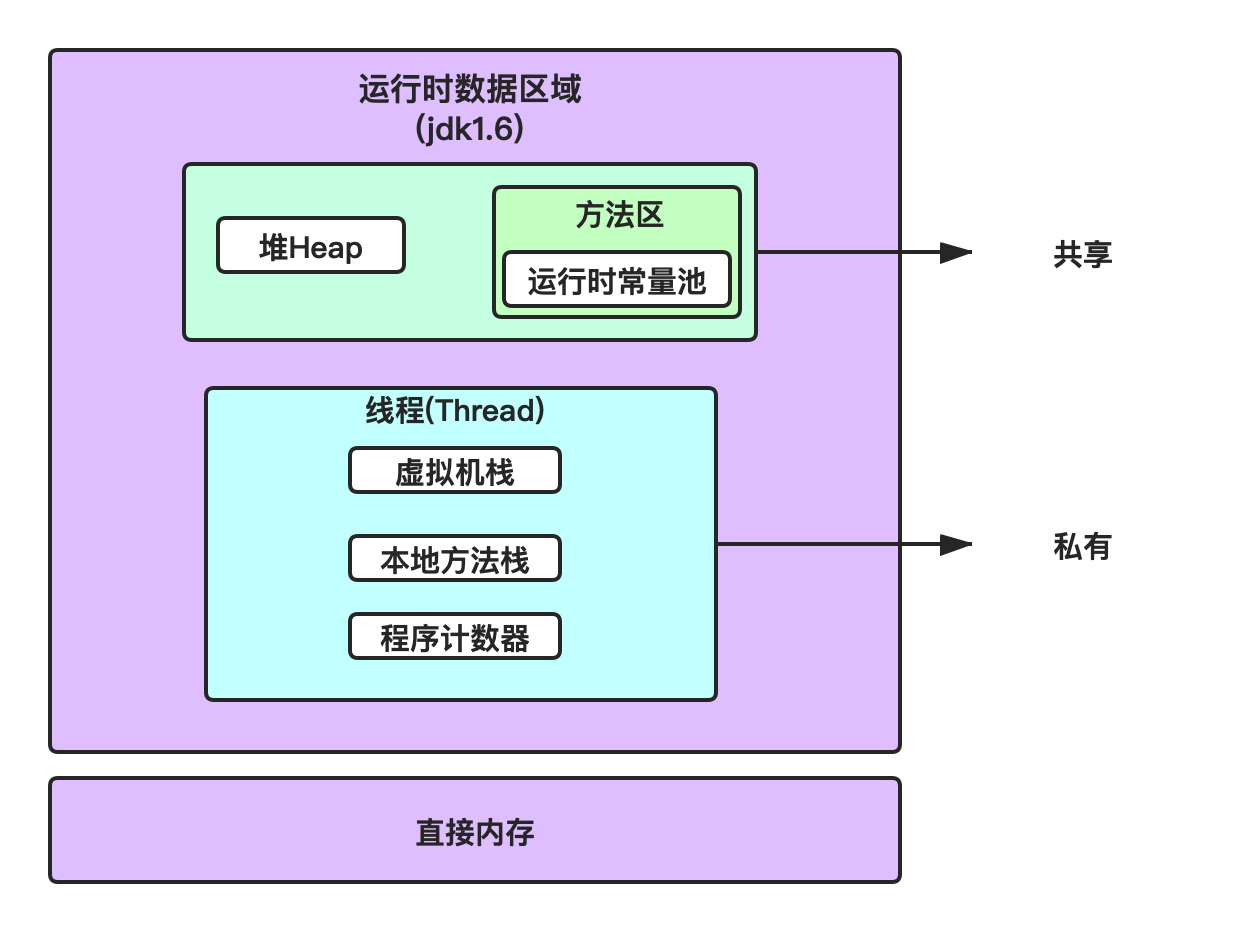 运行时数据区域
(jdk1.6)
堆Heap
方法区
运行时常量池
共享
线程(Thread)
虚拟机栈
本地方法栈
程序计数器
私有
直接内存